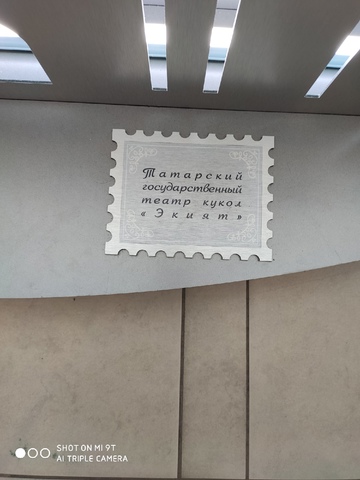 Татарский
государственный
театр кукол
«Экият»
SHOT ON MI 9T
AI TRIPLE CAMERA